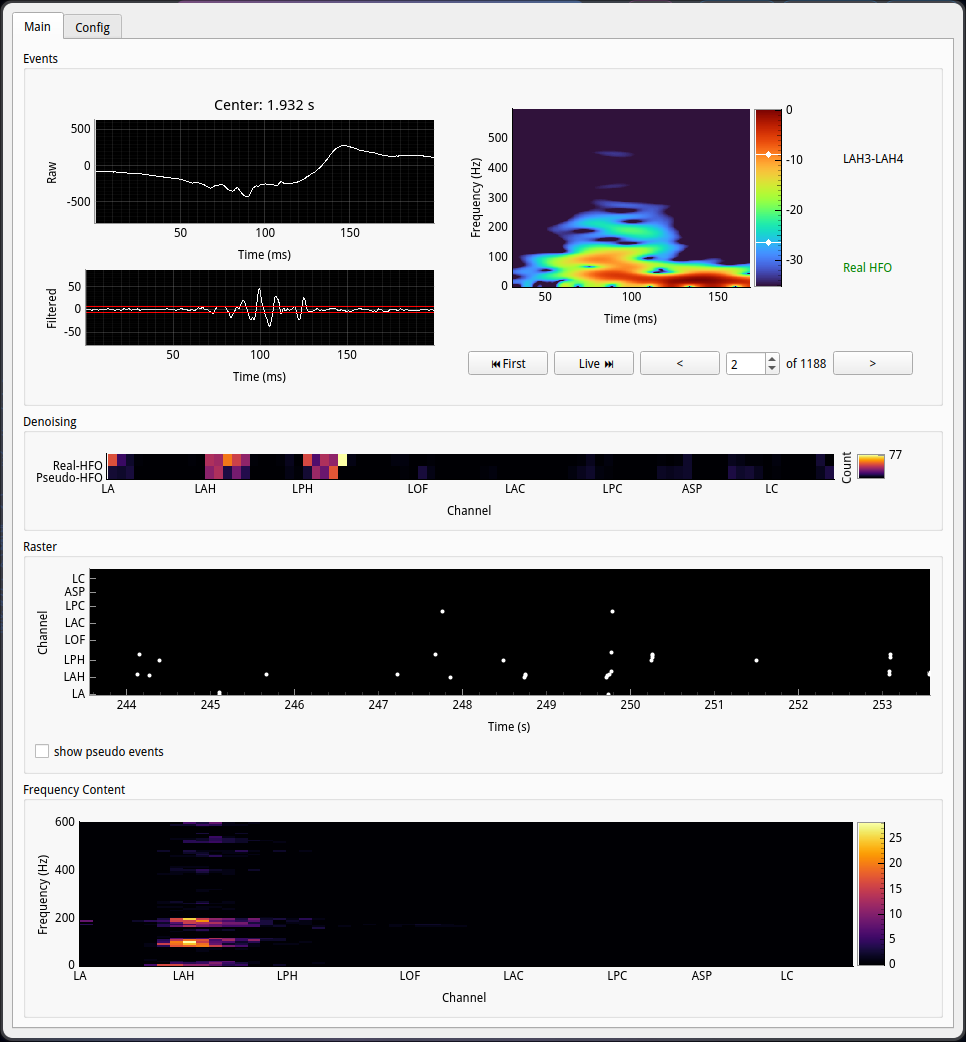 Main Config
Events
Center: 1.932 s
500
0
-500
Raw
50 100 150
Time (ms)
50
0
-50
Filtered
50 100 150
Time (ms)
500
400
300
200
100
0
Frequency (Hz)
50 100 150
Time (ms)
0
-10
-20
-30
LAH3-LAH4
Real HFO
⏮First Live ⏭ < 2 of 1188 >
Denoising
Real-HFO
Pseudo-HFO
LA LAH LPH LOF LAC LPC ASP LC
Channel
Count
77
Raster
LC
ASP
LPC
LAC
LOF
LPH
LAH
LA
Channel
244 245 246 247 248 249 250 251 252 253
Time (s)
show pseudo events
Frequency Content
600
400
200
0
Frequency (Hz)
LA LAH LPH LOF LAC LPC ASP LC
Channel
25
20
15
10
5
0